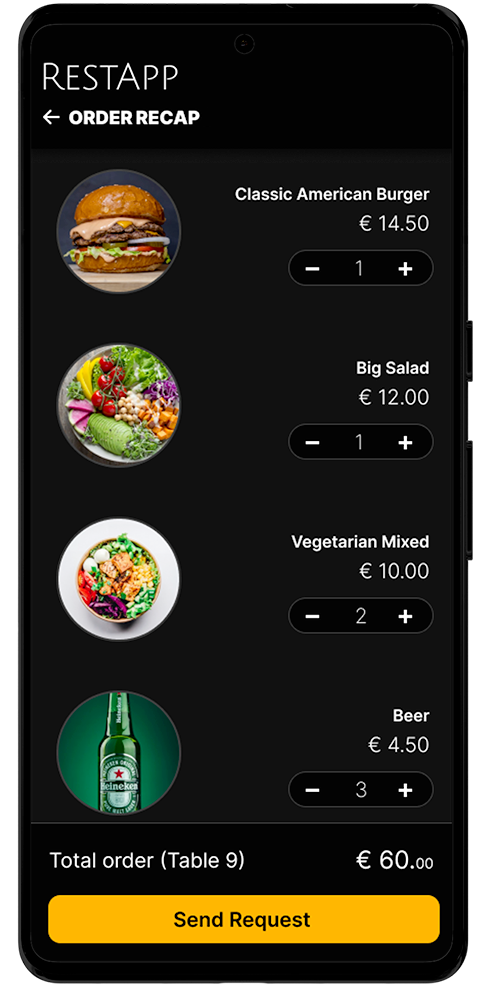 RESTAPP
← ORDER RECAP
Classic American Burger
€ 14.50
− 1 +
Big Salad
€ 12.00
− 1 +
Vegetarian Mixed
€ 10.00
− 2 +
Beer
€ 4.50
− 3 +
Heineken
Heineken
Total order (Table 9)
€ 60.00
Send Request